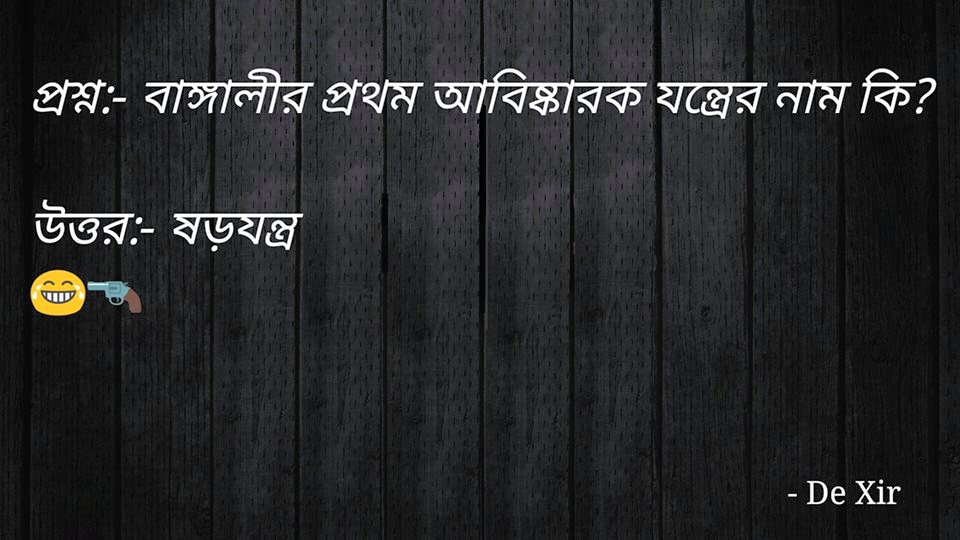 প্রশ্ন:- বাঙ্গালীর প্রথম আবিষ্কারক যন্ত্রের নাম কি?
উত্তর:- ষড়যন্ত্র
😂🔫
- De Xir